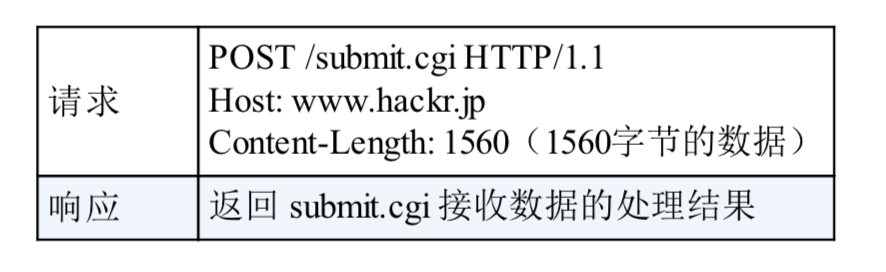 请求
POST /submit.cgi HTTP/1.1
Host: www.hackr.jp
Content-Length: 1560（1560字节的数据）
响应
返回 submit.cgi 接收数据的处理结果